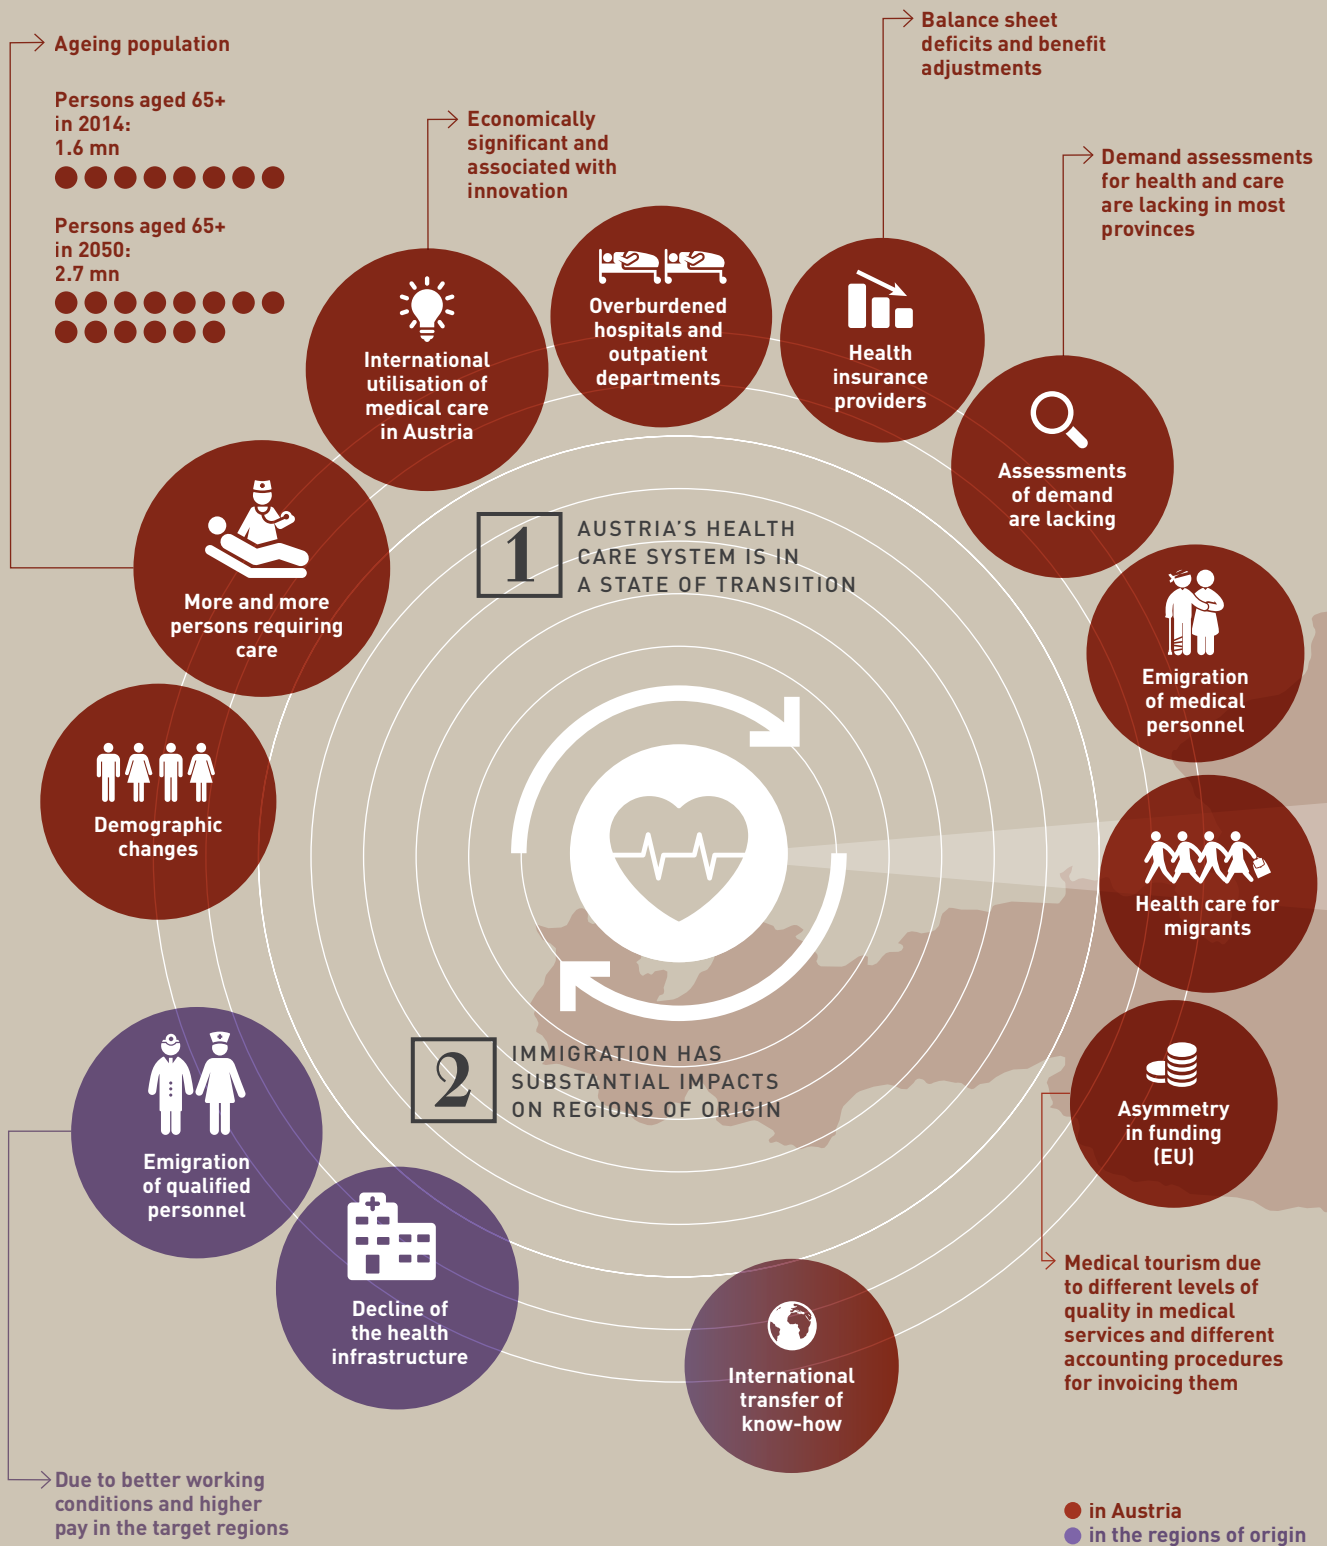 Ageing population
Persons aged 65+
in 2014:
1.6 mn
Persons aged 65+
in 2050:
2.7 mn
Economically
significant and
associated with
innovation
Balance sheet
deficits and benefit
adjustments
Demand assessments
for health and care
are lacking in most
provinces
International
utilisation of
medical care
in Austria
Overburdened
hospitals and
outpatient
departments
Health
insurance
providers
Assessments
of demand
are lacking
More and more
persons requiring
care
1
AUSTRIA'S HEALTH
CARE SYSTEM IS IN
A STATE OF TRANSITION
Emigration
of medical
personnel
Demographic
changes
Health care for
migrants
2
IMMIGRATION HAS
SUBSTANTIAL IMPACTS
ON REGIONS OF ORIGIN
Asymmetry
in funding
(EU)
Emigration
of qualified
personnel
Decline of
the health
infrastructure
International
transfer of
know-how
Medical tourism due
to different levels of
quality in medical
services and different
accounting procedures
for invoicing them
Due to better working
conditions and higher
pay in the target regions
in Austria
in the regions of origin